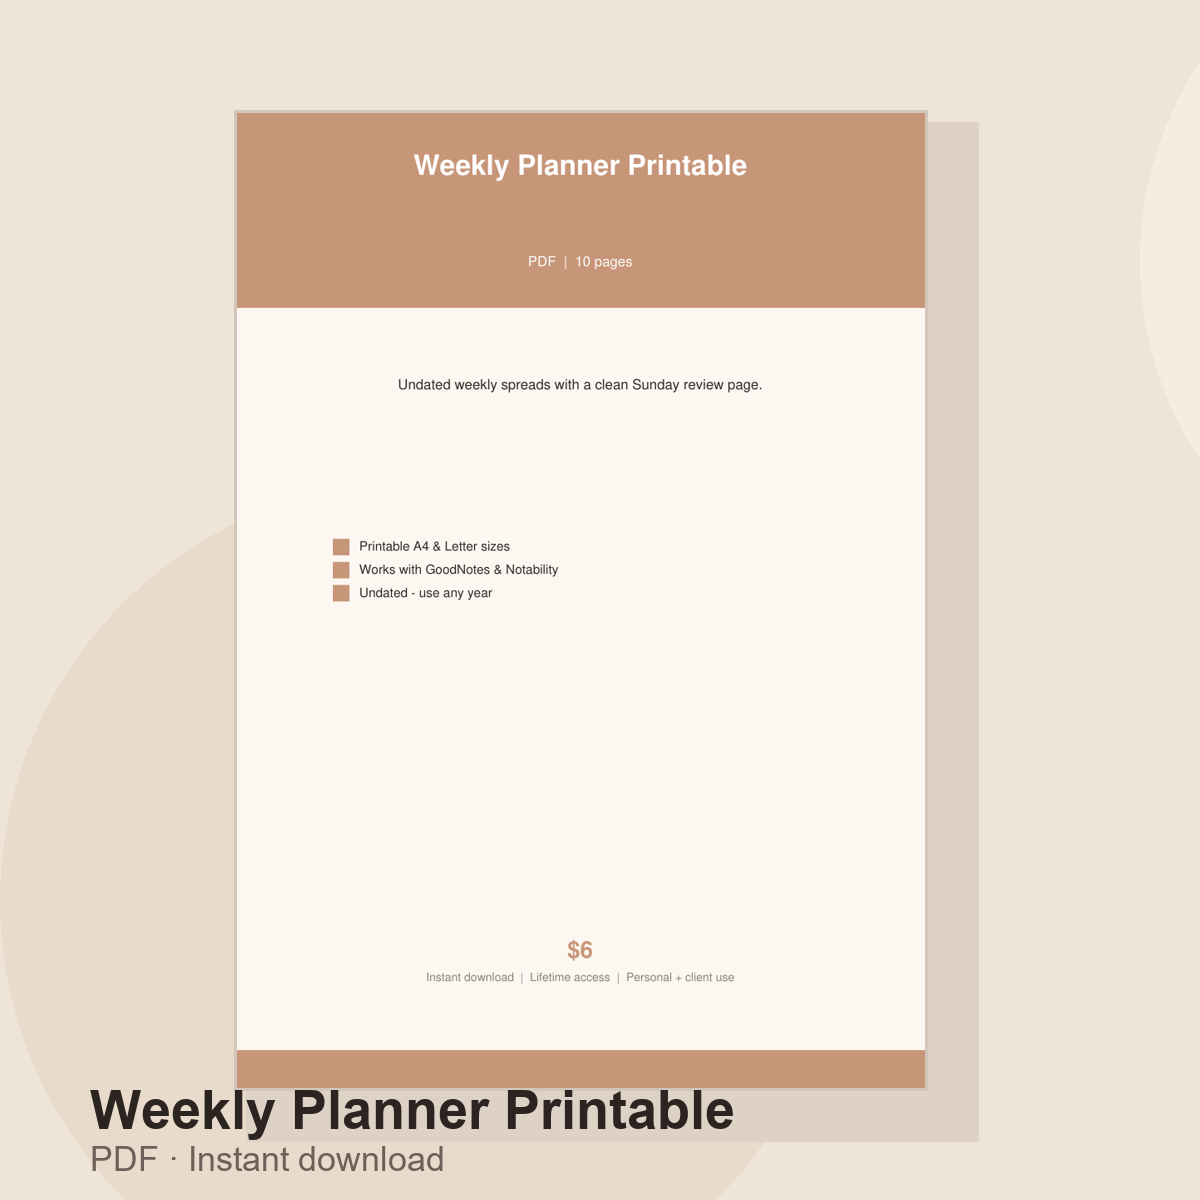 Weekly Planner Printable
PDF | 10 pages
Undated weekly spreads with a clean Sunday review page.
Printable A4 & Letter sizes
Works with GoodNotes & Notability
Undated - use any year
$6
Instant download | Lifetime access | Personal + client use
Weekly Planner Printable
PDF · Instant download